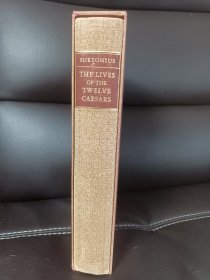 SUETONIUS
THE LIVES
OF THE
TWELVE
CAESARS